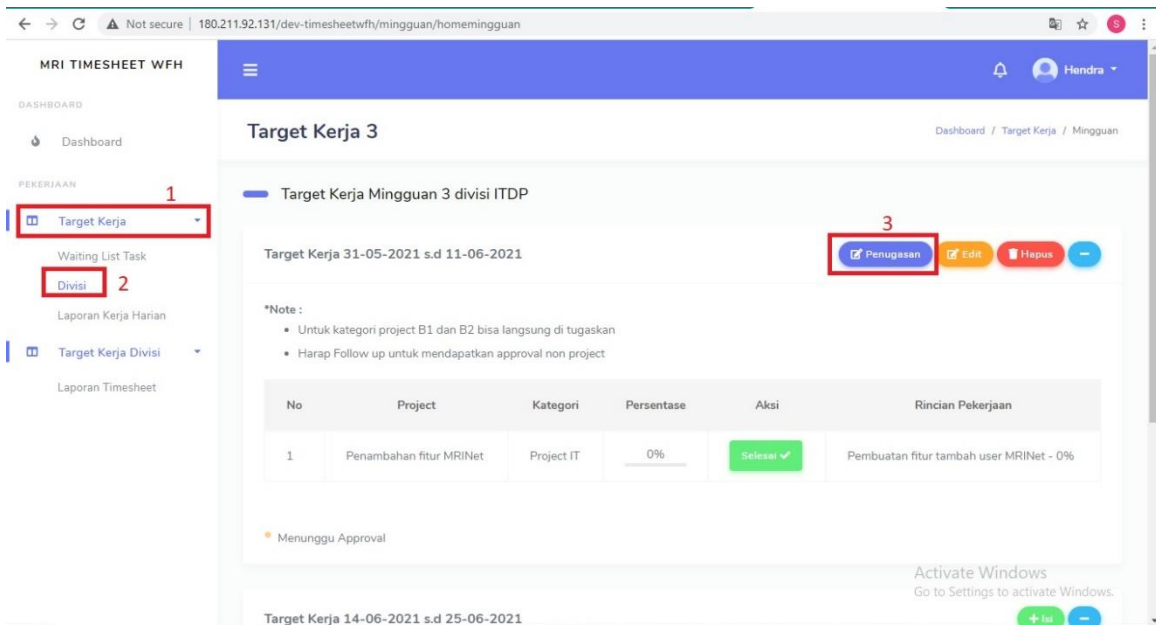 Not secure | 180.211.92.131/dev-timesheetwfh/mingguan/homemingguan
S
MRI TIMESHEET WFH
Hendra
DASHBOARD
Dashboard
Target Kerja 3
Dashboard / Target Kerja / Mingguan
PEKERJAAN
1
Target Kerja
Waiting List Task
Divisi
2
Laporan Kerja Harian
Target Kerja Divisi
Laporan Timesheet
Target Kerja Mingguan 3 divisi ITDP
3
Target Kerja 31-05-2021 s.d 11-06-2021
Penugasan
Edit
Hapus
*Note :
Untuk kategori project B1 dan B2 bisa langsung di tugaskan
Harap Follow up untuk mendapatkan approval non project
No Project Kategori Persentase Aksi Rincian Pekerjaan
1 Penambahan fitur MRINet Project IT 0% Selesai Pembuatan fitur tambah user MRINet - 0%
Menunggu Approval
Activate Windows
Go to Settings to activate Windows.
Target Kerja 14-06-2021 s.d 25-06-2021
+ Isi